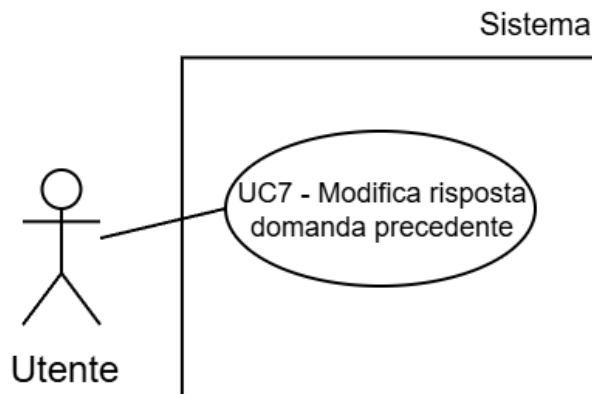 Sistema
UC7 - Modifica risposta
domanda precedente
Utente